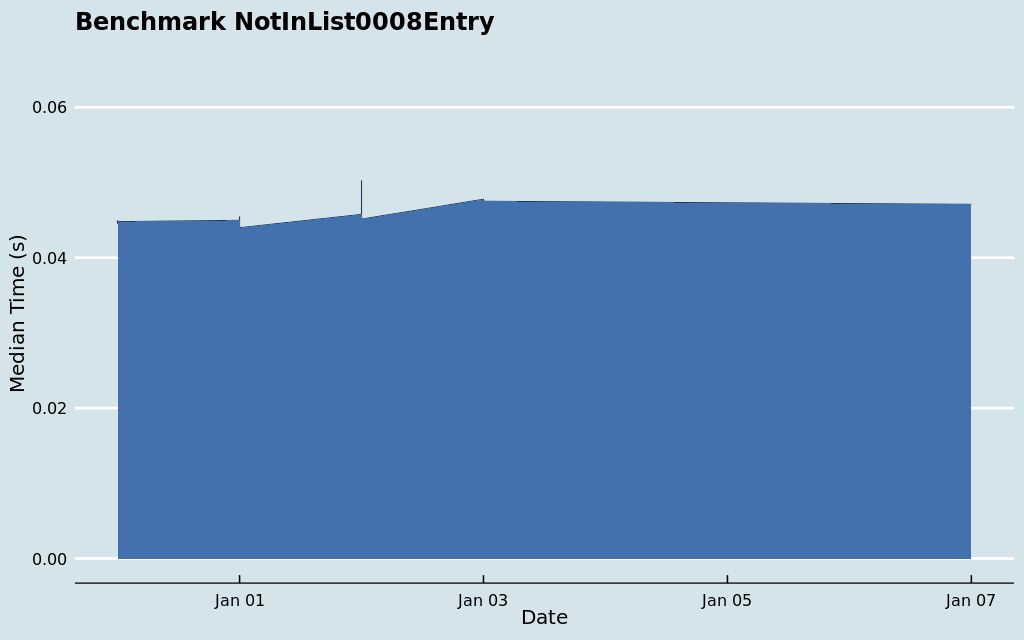 Benchmark NotInList0008Entry
0.06
0.04
0.02
0.00
Median Time (s)
Jan 01
Jan 03
Jan 05
Jan 07
Date